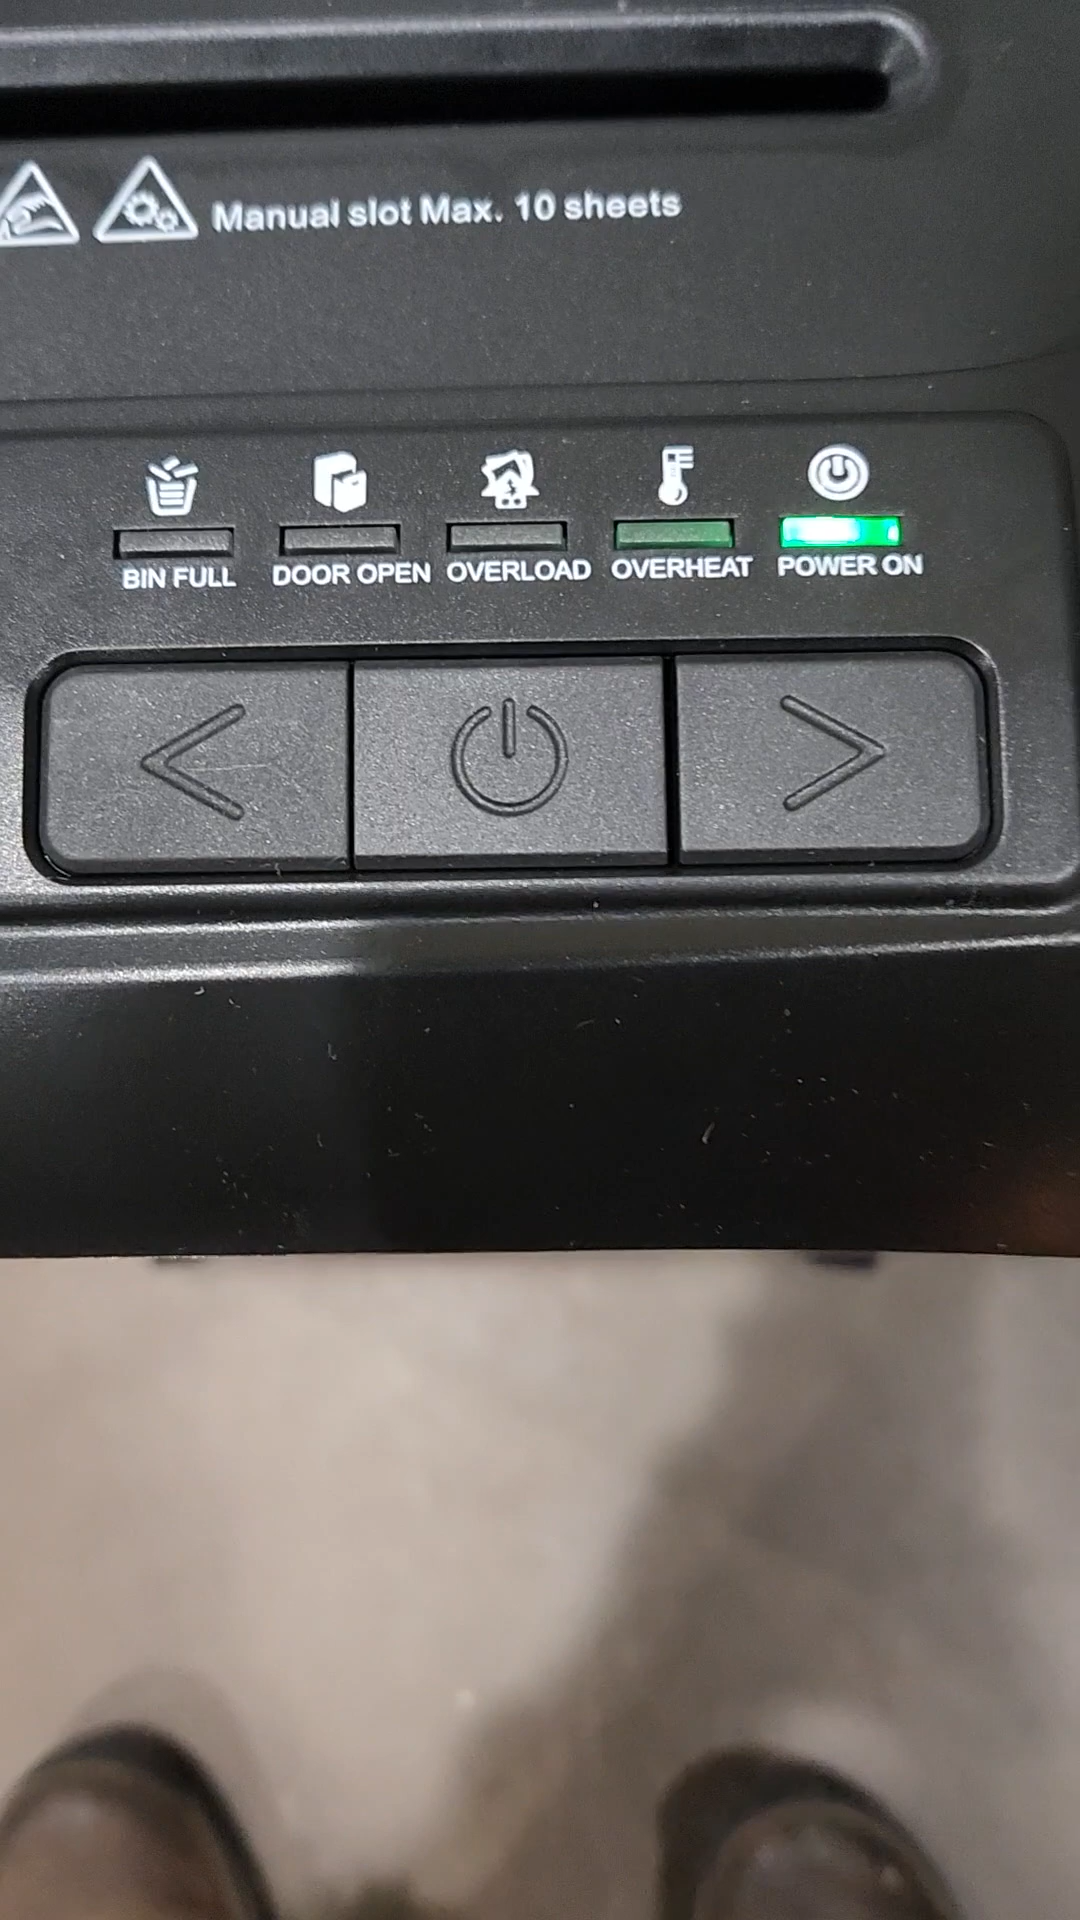 Manual slot Max. 10 sheets
BIN FULL
DOOR OPEN
OVERLOAD
OVERHEAT
POWER ON